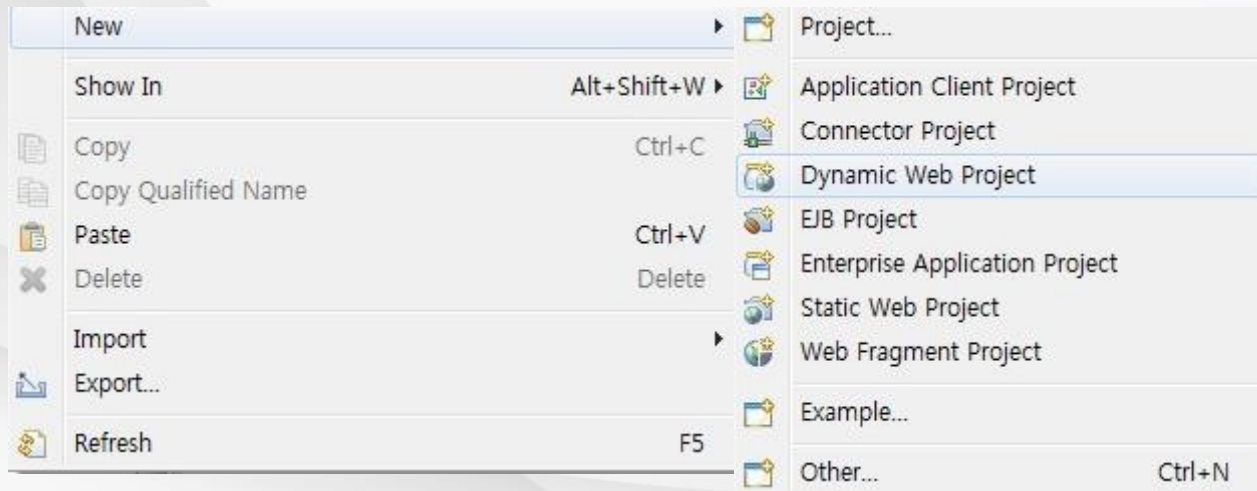 New
Show In Alt+Shift+W
Copy Ctrl+C
Copy Qualified Name
Paste Ctrl+V
Delete Delete
Import
Export...
Refresh F5
Project...
Application Client Project
Connector Project
Dynamic Web Project
EJB Project
Enterprise Application Project
Static Web Project
Web Fragment Project
Example...
Other... Ctrl+N